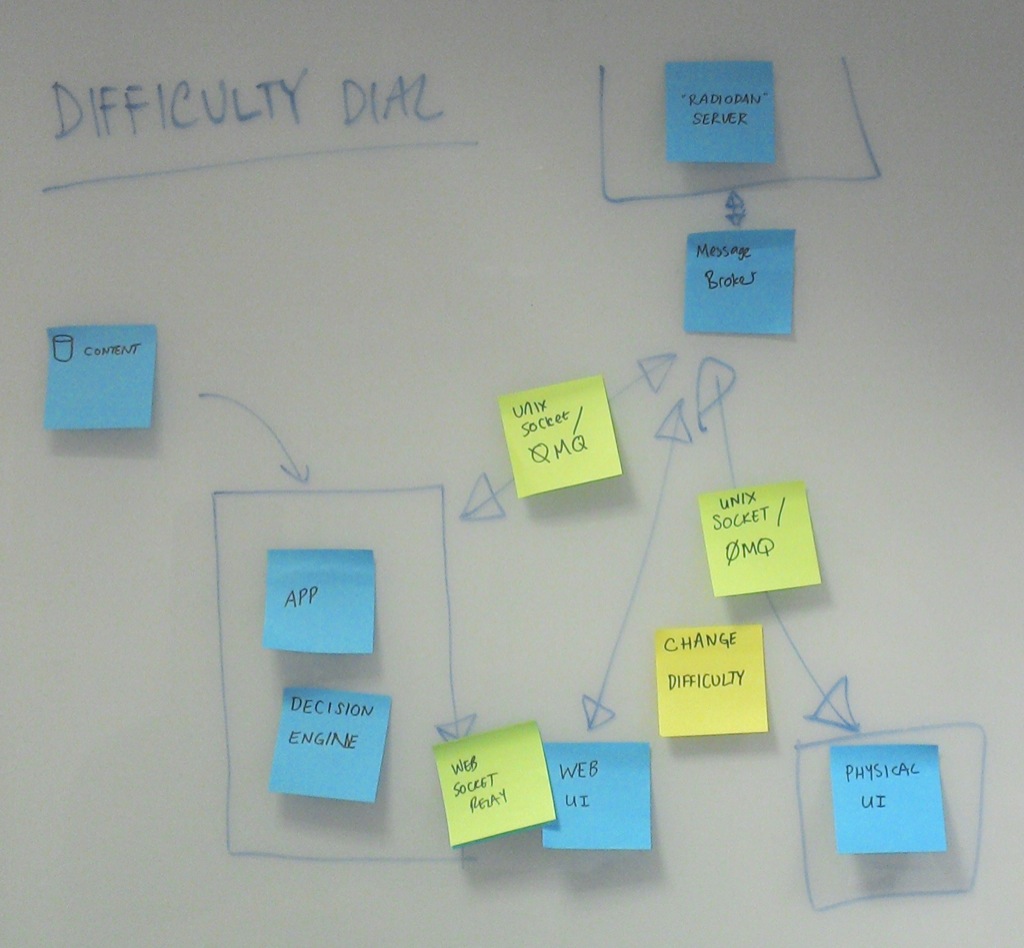 DIFFICULTY DIAL
"RADIODAN"
SERVER
Message
Broker
CONTENT
UNIX
Socket/
ØMQ
UNIX
SOCKET/
ØMQ
APP
CHANGE
DIFFICULTY
DECISION
ENGINE
WEB
SOCKET
RELAY
WEB
UI
PHYSICAL
UI